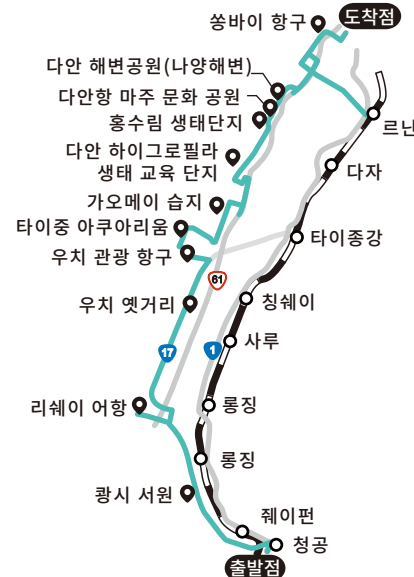 쏭바이 항구
도착점
다안 해변공원(나양해변)
다안항 마주 문화 공원
홍수림 생태단지
다안 하이그로필라
생태 교육 단지
가오메이 습지
타이중 아쿠아리움
우치 관광 항구
우치 옛거리
리쉐이 어항
쾅시 서원
르난
다자
타이종강
칭쉐이
사루
롱징
롱징
줴이펀
청공
출발점
61
17
1